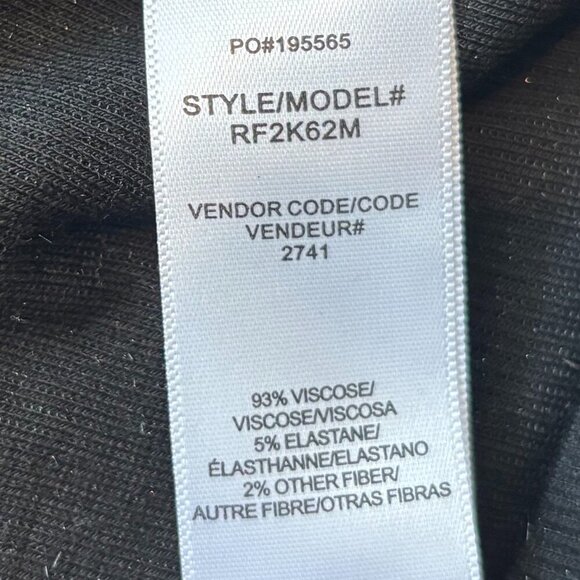 PO#195565
STYLE/MODEL#
RF2K62M
VENDOR CODE/CODE
VENDEUR#
2741
93% VISCOSE/
VISCOSE/VISCOSA
5% ELASTANE/
ÉLASTHANNE/ELASTANO
2% OTHER FIBER/
AUTRE FIBRE/OTRAS FIBRAS